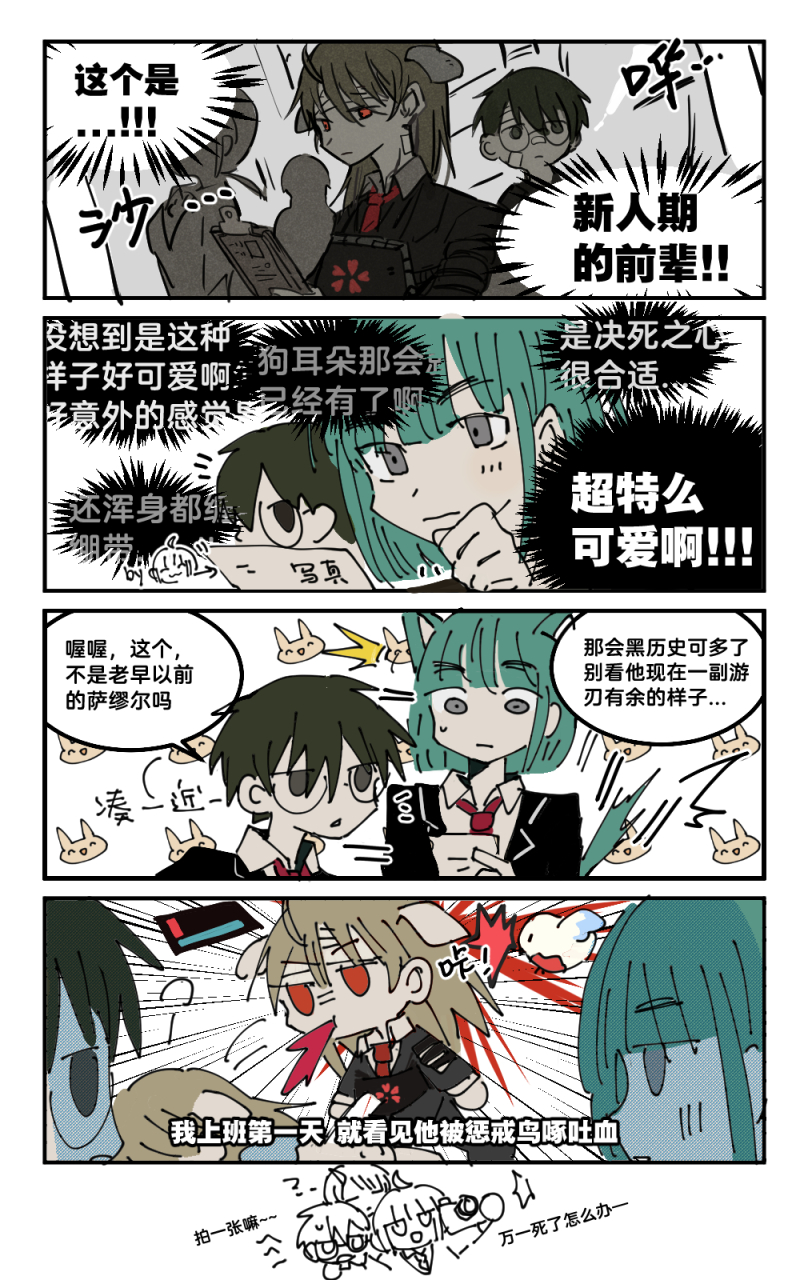 这个是
…!!!
哗…
ラヴ…
新人期
的前辈!!
没想到是这种
样子好可爱啊
好意外的感觉
狗耳朵那会就
已经有了啊
是决死之心
很合适.
还浑身都缠
绷带
超特么
可爱啊!!!
by
写真
喔喔，这个，
不是老早以前
的萨缪尔吗
那会黑历史可多了
别看他现在一副游
刃有余的样子…
凑—近—
咔!
我上班第一天 就看见他被惩戒鸟啄吐血
?
拍一张嘛~~
万一死了怎么办—